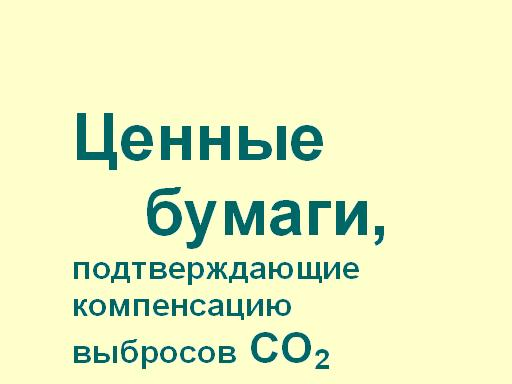 Ценные
бумаги,
подтверждающие
компенсацию
выбросов CO₂